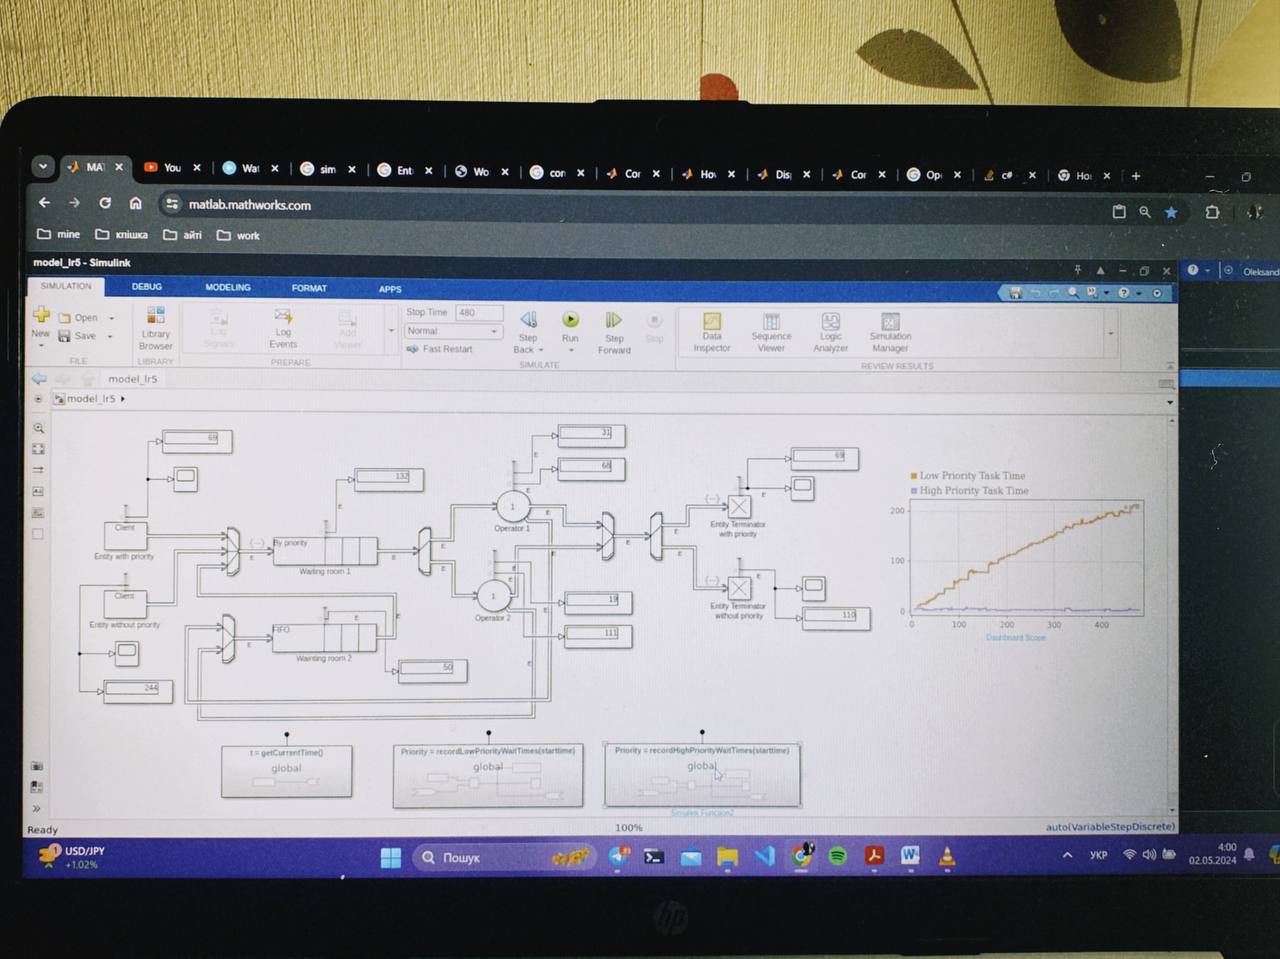 MAT
You
Wat
sim
Ent
Wo
con
Cor
Hov
Disp
Cor
Ope
c#
Ho
matlab.mathworks.com
mine
кпішка
айті
work
model_lr5 - Simulink
Oleksand
SIMULATION
DEBUG
MODELING
FORMAT
APPS
New
Open
Save
FILE
Library Browser
LIBRARY
Log Signals
Log Events
Add Viewer
PREPARE
Stop Time 480
Normal
Fast Restart
Step Back
Run
Step Forward
Stop
SIMULATE
Data Inspector
Sequence Viewer
Logic Analyzer
Simulation Manager
REVIEW RESULTS
model_lr5
model_lr5
69
132
31
68
69
Client
Entity with priority
By priority
Waiting room 1
1
Operator 1
Entity Terminator
with priority
Client
Entity without priority
FIFO
Wainting room 2
1
Operator 2
19
111
Entity Terminator
without priority
110
50
244
Low Priority Task Time
High Priority Task Time
200
100
0
0
100
200
300
400
Dashboard Scope
t = getCurrentTime()
global
Priority = recordLowPriorityWaitTimes(starttime)
global
Priority = recordHighPriorityWaitTimes(starttime)
global
Simulink Function2
Ready
100%
auto(VariableStepDiscrete)
USD/JPY
+1.02%
Пошук
УКР
4:00
02.05.2024
hp